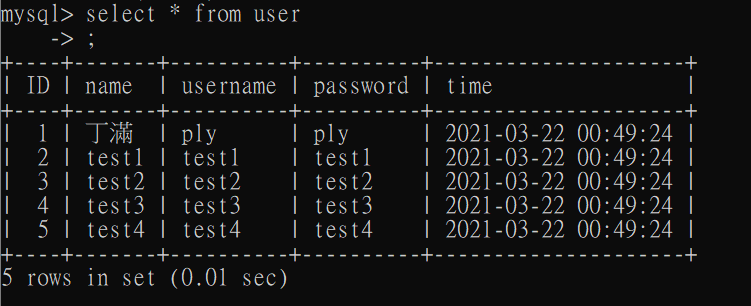 mysql> select * from user
    -> ;
+----+-------+----------+----------+---------------------+
| ID | name  | username | password | time                |
+----+-------+----------+----------+---------------------+
|  1 | 丁滿  | ply      | ply      | 2021-03-22 00:49:24 |
|  2 | test1 | test1    | test1    | 2021-03-22 00:49:24 |
|  3 | test2 | test2    | test2    | 2021-03-22 00:49:24 |
|  4 | test3 | test3    | test3    | 2021-03-22 00:49:24 |
|  5 | test4 | test4    | test4    | 2021-03-22 00:49:24 |
+----+-------+----------+----------+---------------------+
5 rows in set (0.01 sec)